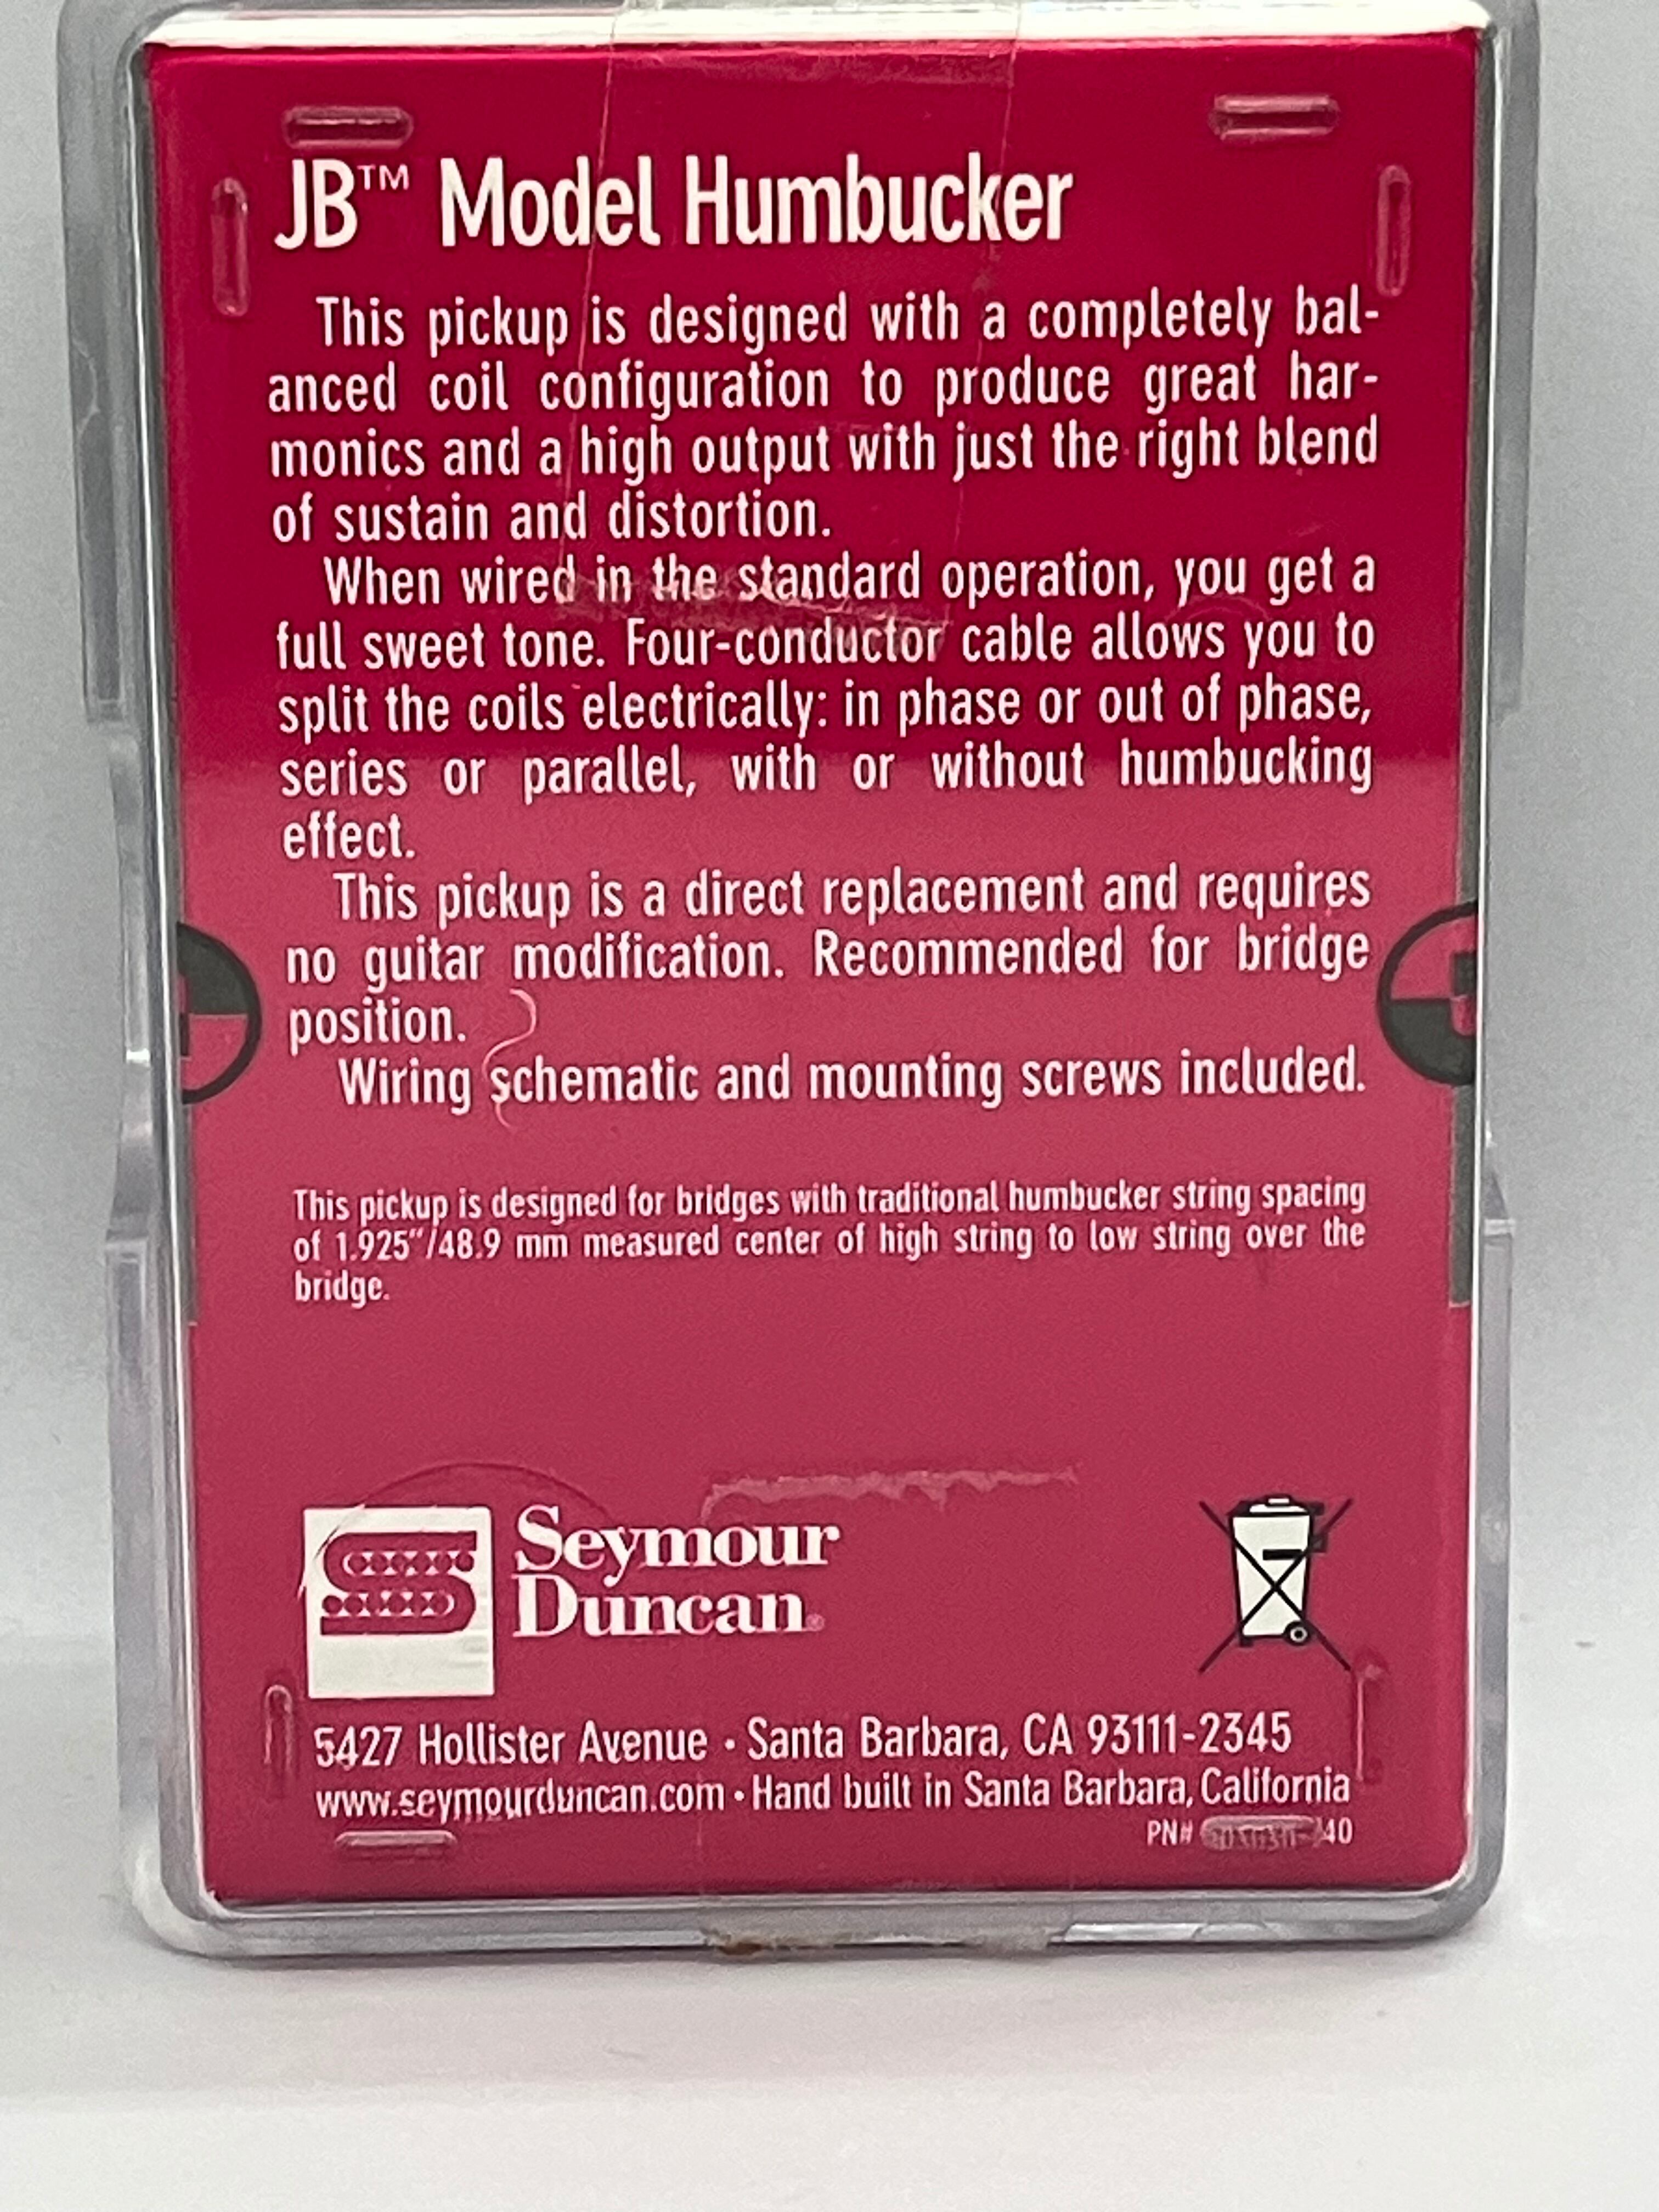 JB™ Model Humbucker
This pickup is designed with a completely bal-
anced coil configuration to produce great har-
monics and a high output with just the right blend
of sustain and distortion.
When wired in the standard operation, you get a
full sweet tone. Four-conductor cable allows you to
split the coils electrically: in phase or out of phase,
series or parallel, with or without humbucking
effect.
This pickup is a direct replacement and requires
no guitar modification. Recommended for bridge
position.
Wiring schematic and mounting screws included.
This pickup is designed for bridges with traditional humbucker string spacing
of 1.925”/48.9 mm measured center of high string to low string over the
bridge.
Seymour
Duncan®
5427 Hollister Avenue • Santa Barbara, CA 93111-2345
www.seymourduncan.com • Hand built in Santa Barbara, California
PN#